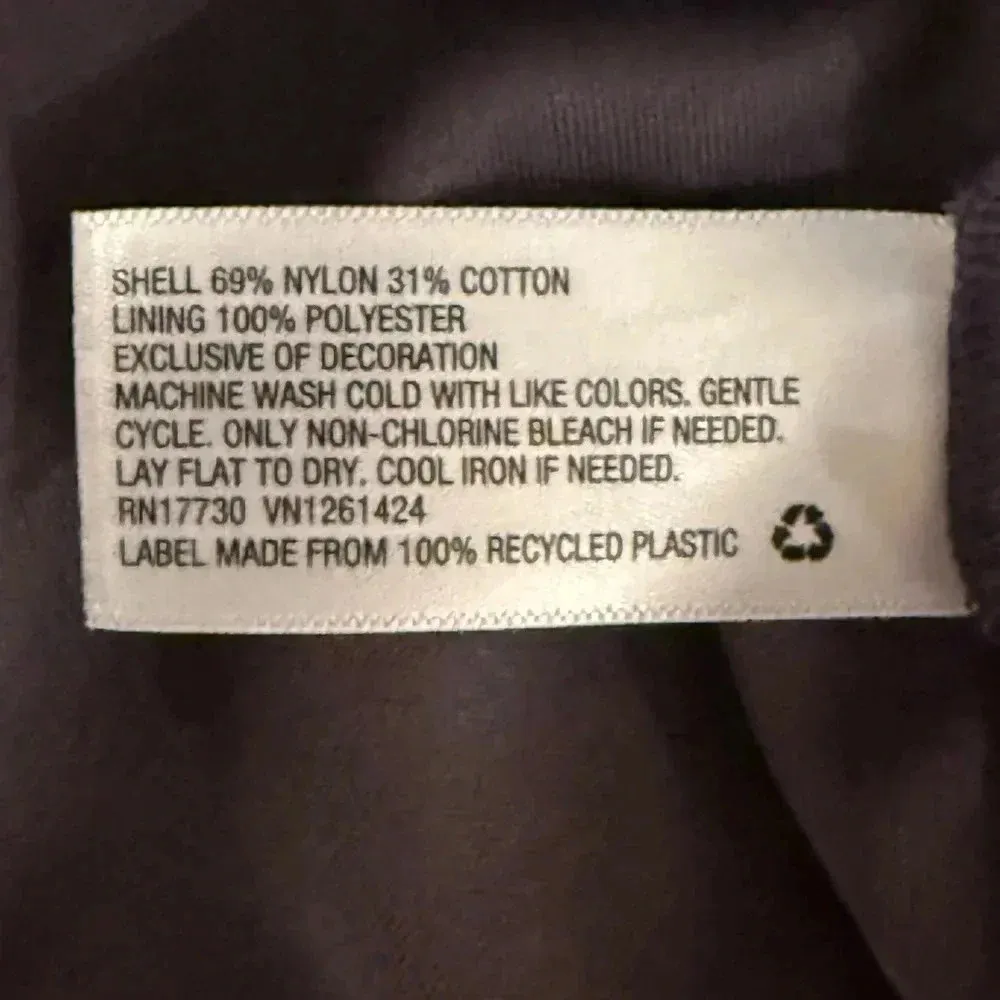 SHELL 69% NYLON 31% COTTON
LINING 100% POLYESTER
EXCLUSIVE OF DECORATION
MACHINE WASH COLD WITH LIKE COLORS. GENTLE
CYCLE. ONLY NON-CHLORINE BLEACH IF NEEDED.
LAY FLAT TO DRY. COOL IRON IF NEEDED.
RN17730 VN1261424
LABEL MADE FROM 100% RECYCLED PLASTIC